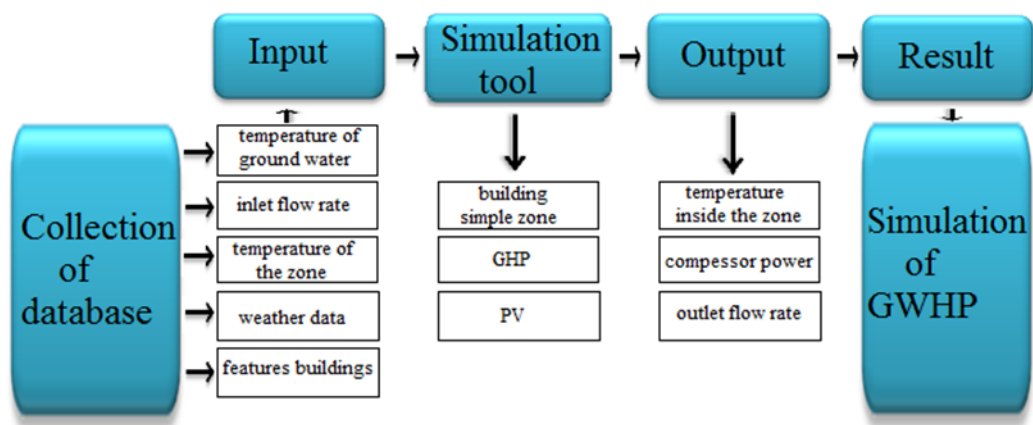 Input
Simulation
tool
Output
Result
Collection
of
database
temperature of
ground water
inlet flow rate
temperature of
the zone
weather data
features buildings
building
simple zone
GHP
PV
temperature
inside the zone
compessor power
outlet flow rate
Simulation
of
GWHP